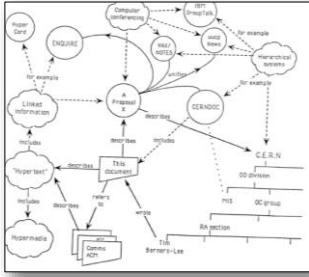 Computer
conferencing
IBM
GroupTalk
Hyper
Card
ENQUIRE
VAX/
NOTES
uucp
News
Hierarchical
systems
for example
unifies
for example
for example
Linked
information
A
Proposal
X
CERNDOC
describes
includes
describes
includes
C.E.R.N
"Hypertext"
describes
This
document
DD division
refers
to
MIS
OC group
includes
describes
wrote
RA section
Hypermedia
Comms
ACM
Tim
Berners-Lee